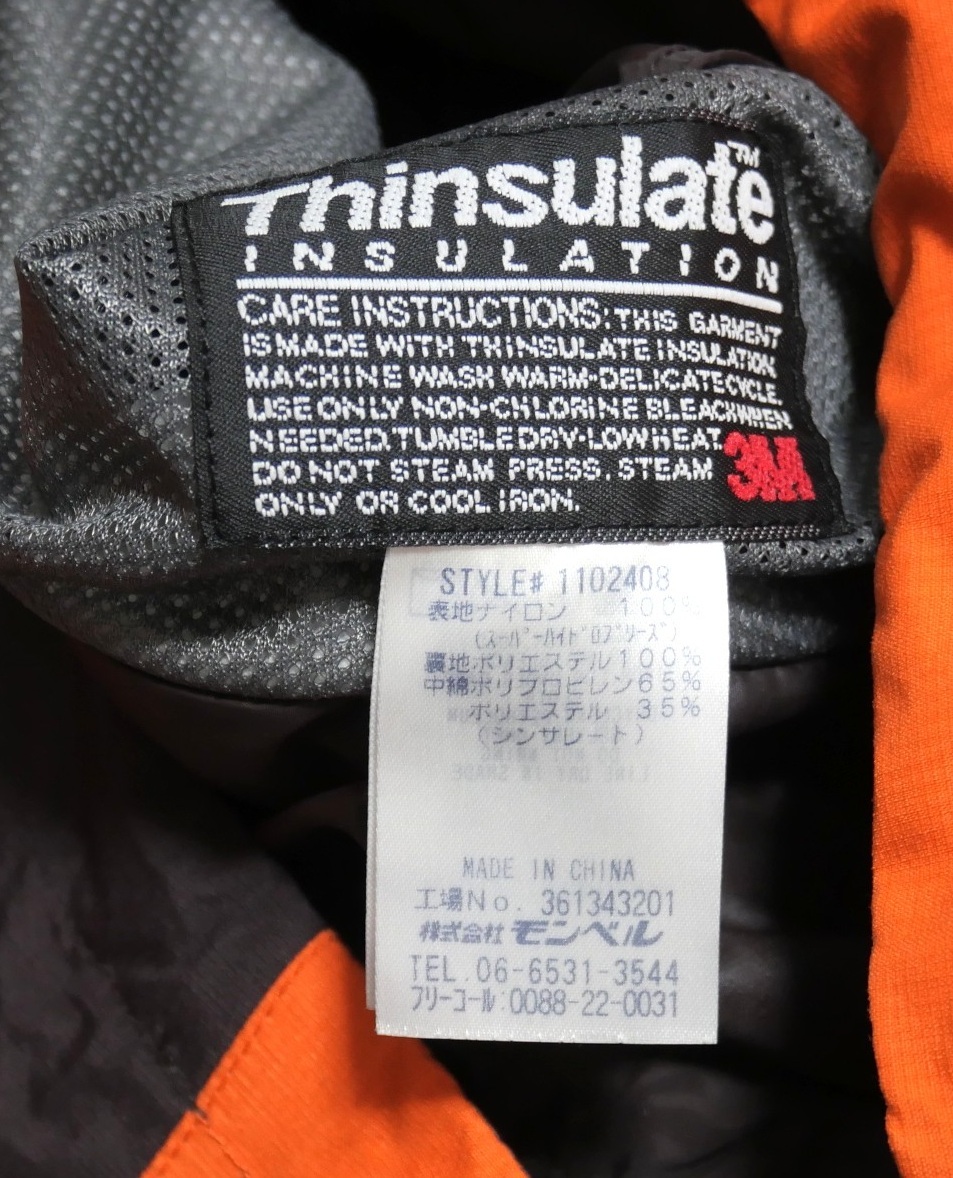 Thinsulate™
INSULATION
CARE INSTRUCTIONS: THIS GARMENT
IS MADE WITH THINSULATE INSULATION.
MACHINE WASH WARM-DELICATE CYCLE.
USE ONLY NON-CHLORINE BLEACH WHEN
NEEDED. TUMBLE DRY-LOW HEAT.
DO NOT STEAM PRESS. STEAM
ONLY OR COOL IRON.
3M
STYLE# 1102408
表地ナイロン 100%
(スーパーハイドロブリーズ)
裏地ポリエステル100%
中綿ポリプロピレン65%
ポリエステル 35%
(シンサレート)
MADE IN CHINA
工場No. 361343201
株式会社 モンベル
TEL.06-6531-3544
フリーコール:0088-22-0031